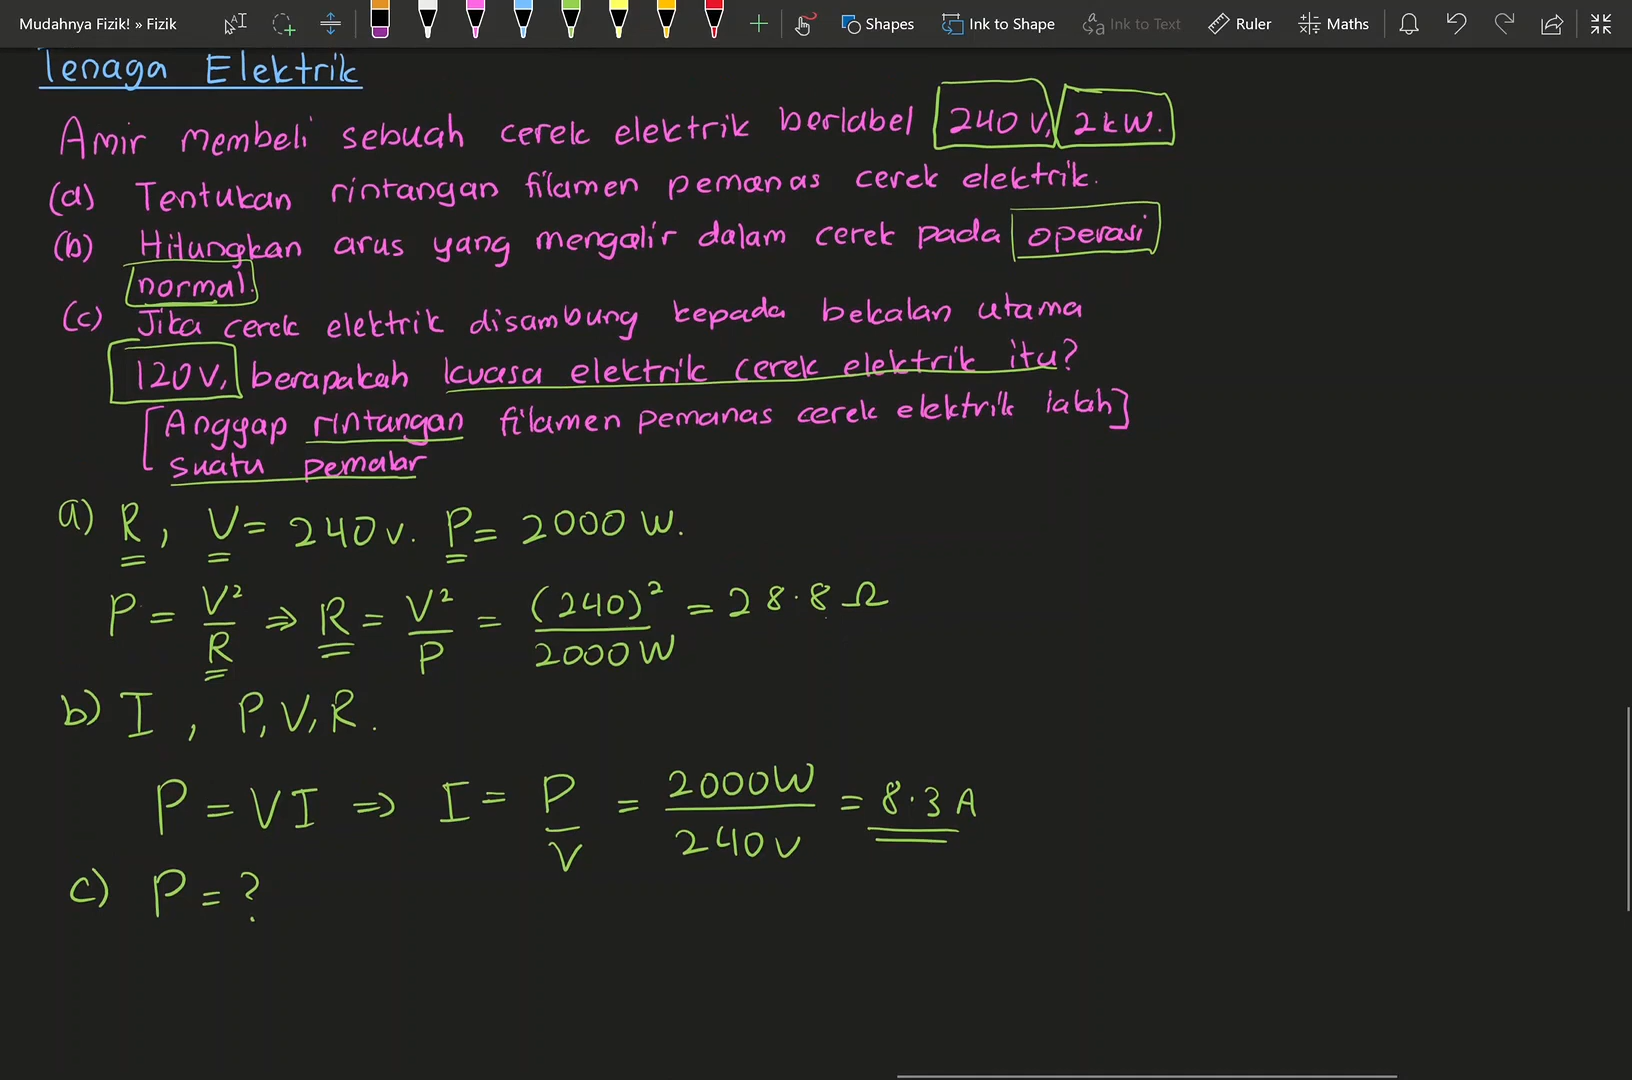 Mudahnya Fizik! » Fizik
Shapes
Ink to Shape
Ink to Text
Ruler
Maths
Tenaga Elektrik
Amir membeli sebuah cerek elektrik berlabel 240 V, 2 kW.
(a) Tentukan rintangan filamen pemanas cerek elektrik.
(b) Hitungkan arus yang mengalir dalam cerek pada operasi
normal.
(c) Jika cerek elektrik disambung kepada bekalan utama
120V, berapakah kuasa elektrik cerek elektrik itu?
[Anggap rintangan filamen pemanas cerek elektrik ialah]
suatu pemalar
a) R, V = 240 v. P = 2000 W.
P = V²/R ⇒ R = V²/P = (240)²/2000W = 28.8 Ω
b) I , P, V, R.
P = VI ⇒ I = P/V = 2000W/240V = 8.3 A
c) P = ?